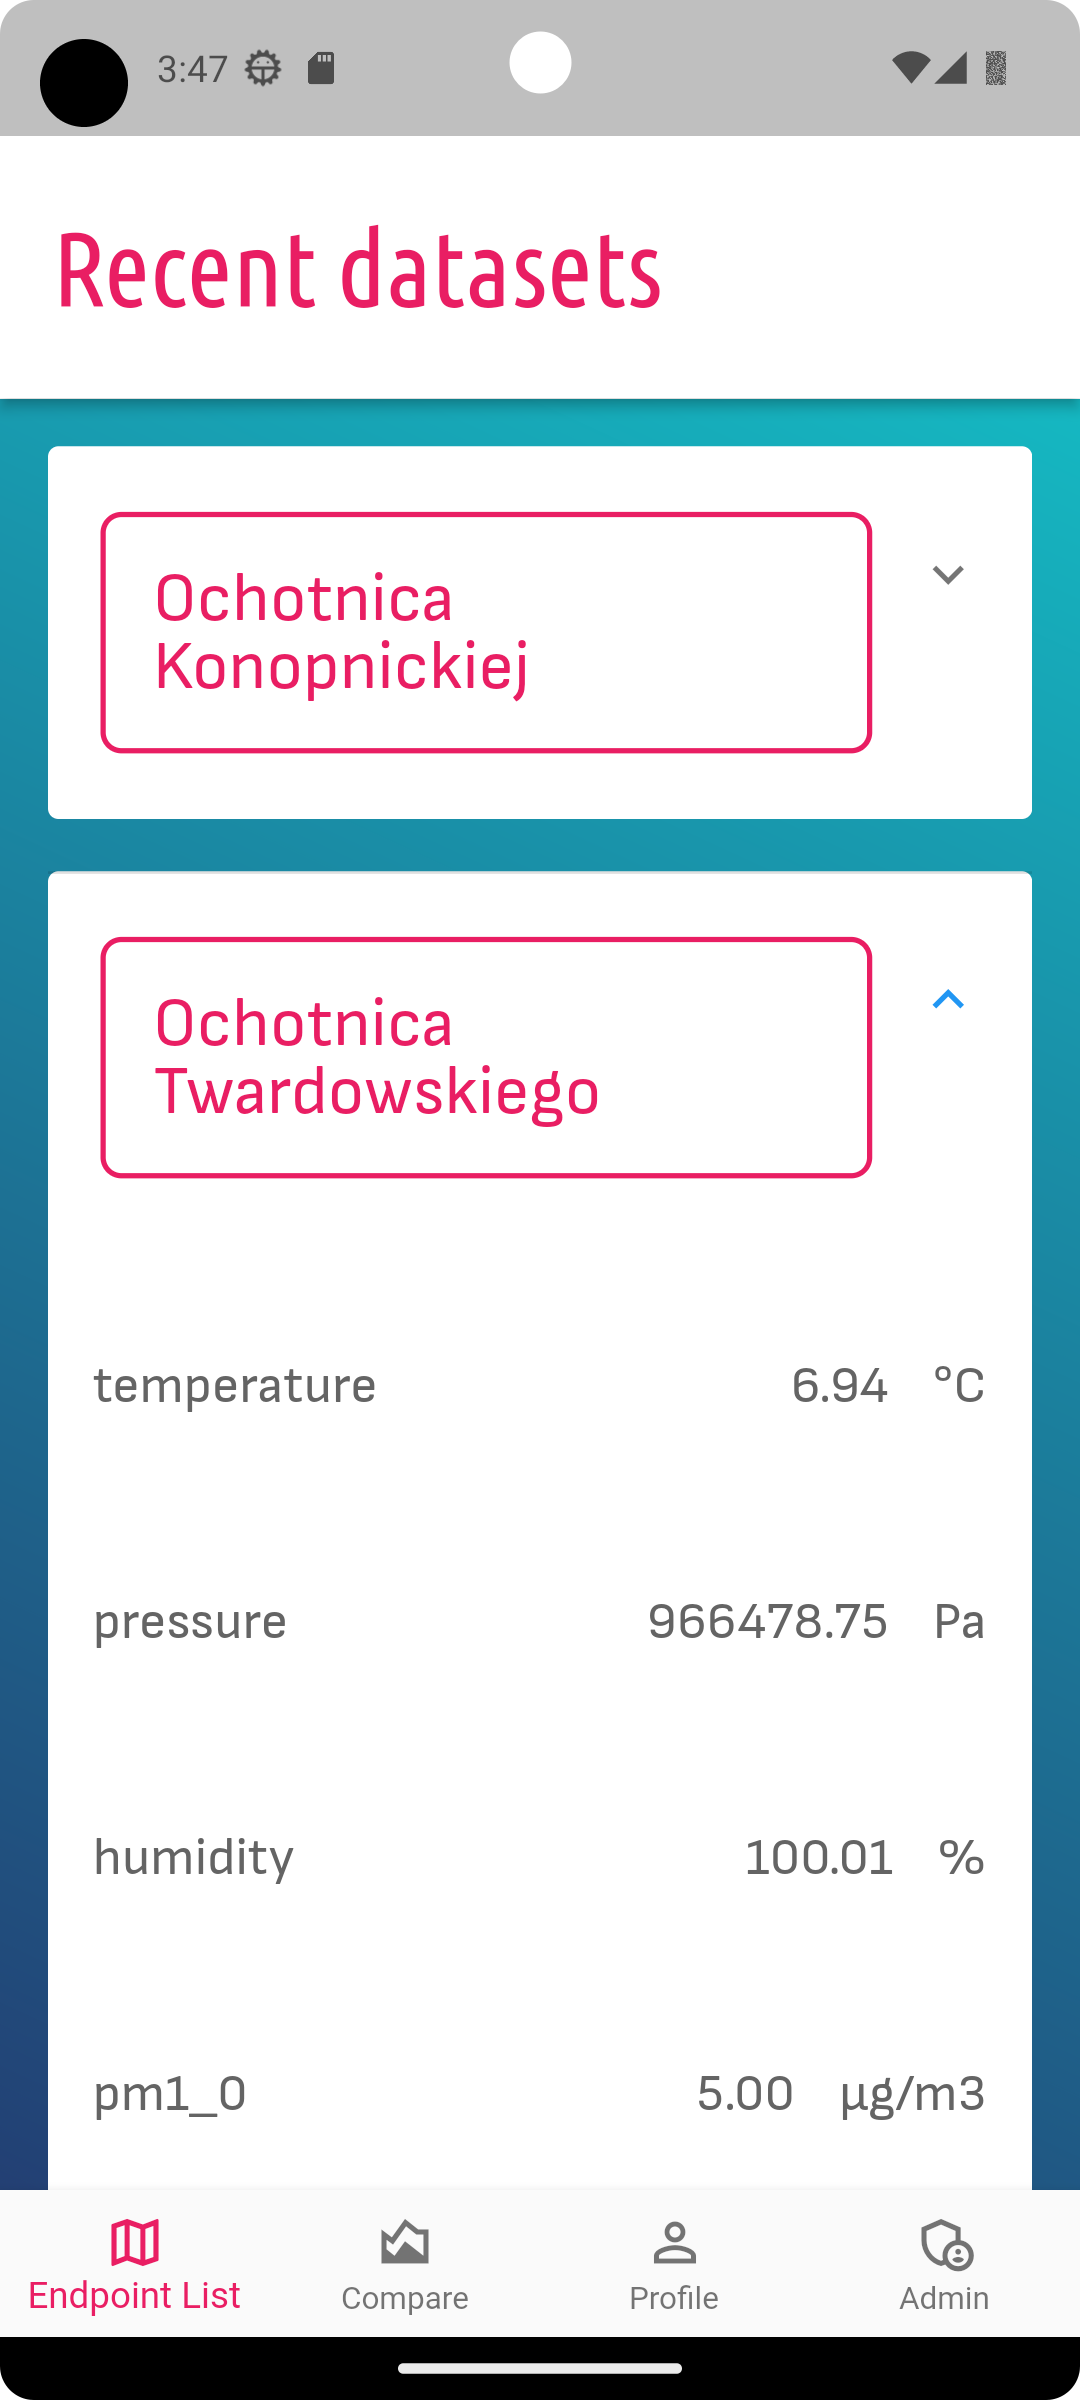 3:47
Recent datasets
Ochotnica
Konopnickiej
Ochotnica
Twardowskiego
temperature 6.94 °C
pressure 966478.75 Pa
humidity 100.01 %
pm1_0 5.00 µg/m3
Endpoint List Compare Profile Admin